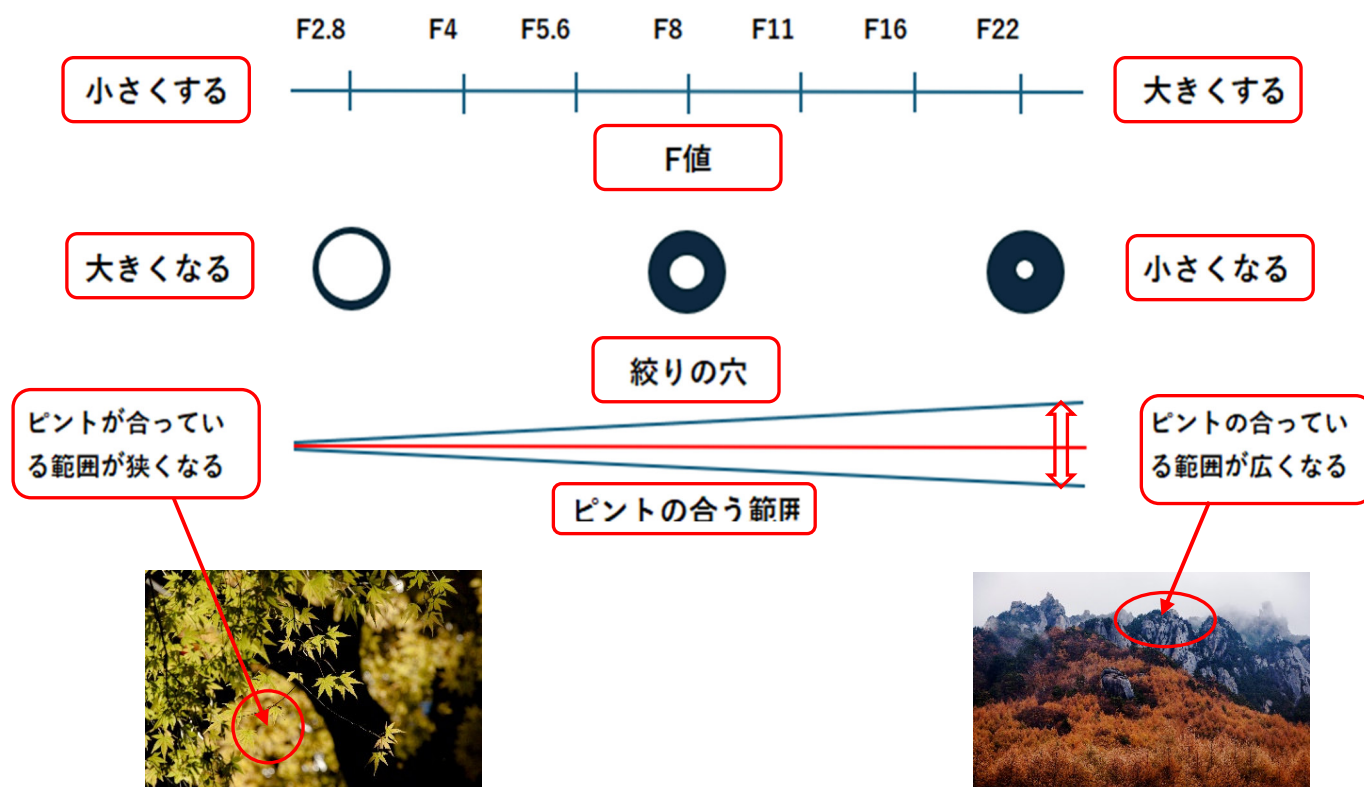 F2.8 F4 F5.6 F8 F11 F16 F22
小さくする
大きくする
F値
大きくなる
小さくなる
絞りの穴
ピントが合ってい
る範囲が狭くなる
ピントの合ってい
る範囲が広くなる
ピントの合う範囲